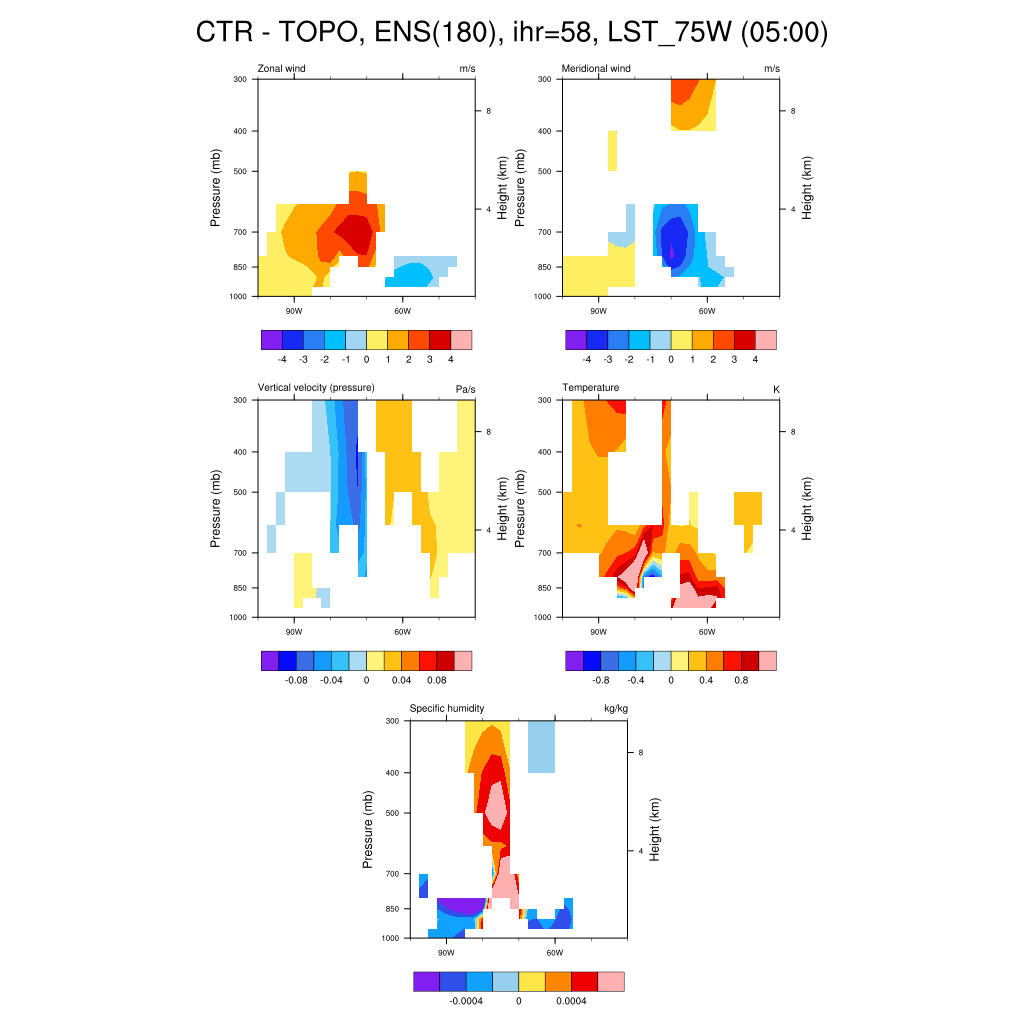 CTR - TOPO, ENS(180), ihr=58, LST_75W (05:00)
Zonal wind m/s
Pressure (mb)
300
400
500
700
850
1000
90W 60W
8
4
Height (km)
-4 -3 -2 -1 0 1 2 3 4
Meridional wind m/s
Pressure (mb)
300
400
500
700
850
1000
90W 60W
8
4
Height (km)
-4 -3 -2 -1 0 1 2 3 4
Vertical velocity (pressure) Pa/s
Pressure (mb)
300
400
500
700
850
1000
90W 60W
8
4
Height (km)
-0.08 -0.04 0 0.04 0.08
Temperature K
Pressure (mb)
300
400
500
700
850
1000
90W 60W
8
4
Height (km)
-0.8 -0.4 0 0.4 0.8
Specific humidity kg/kg
Pressure (mb)
300
400
500
700
850
1000
90W 60W
8
4
Height (km)
-0.0004 0 0.0004